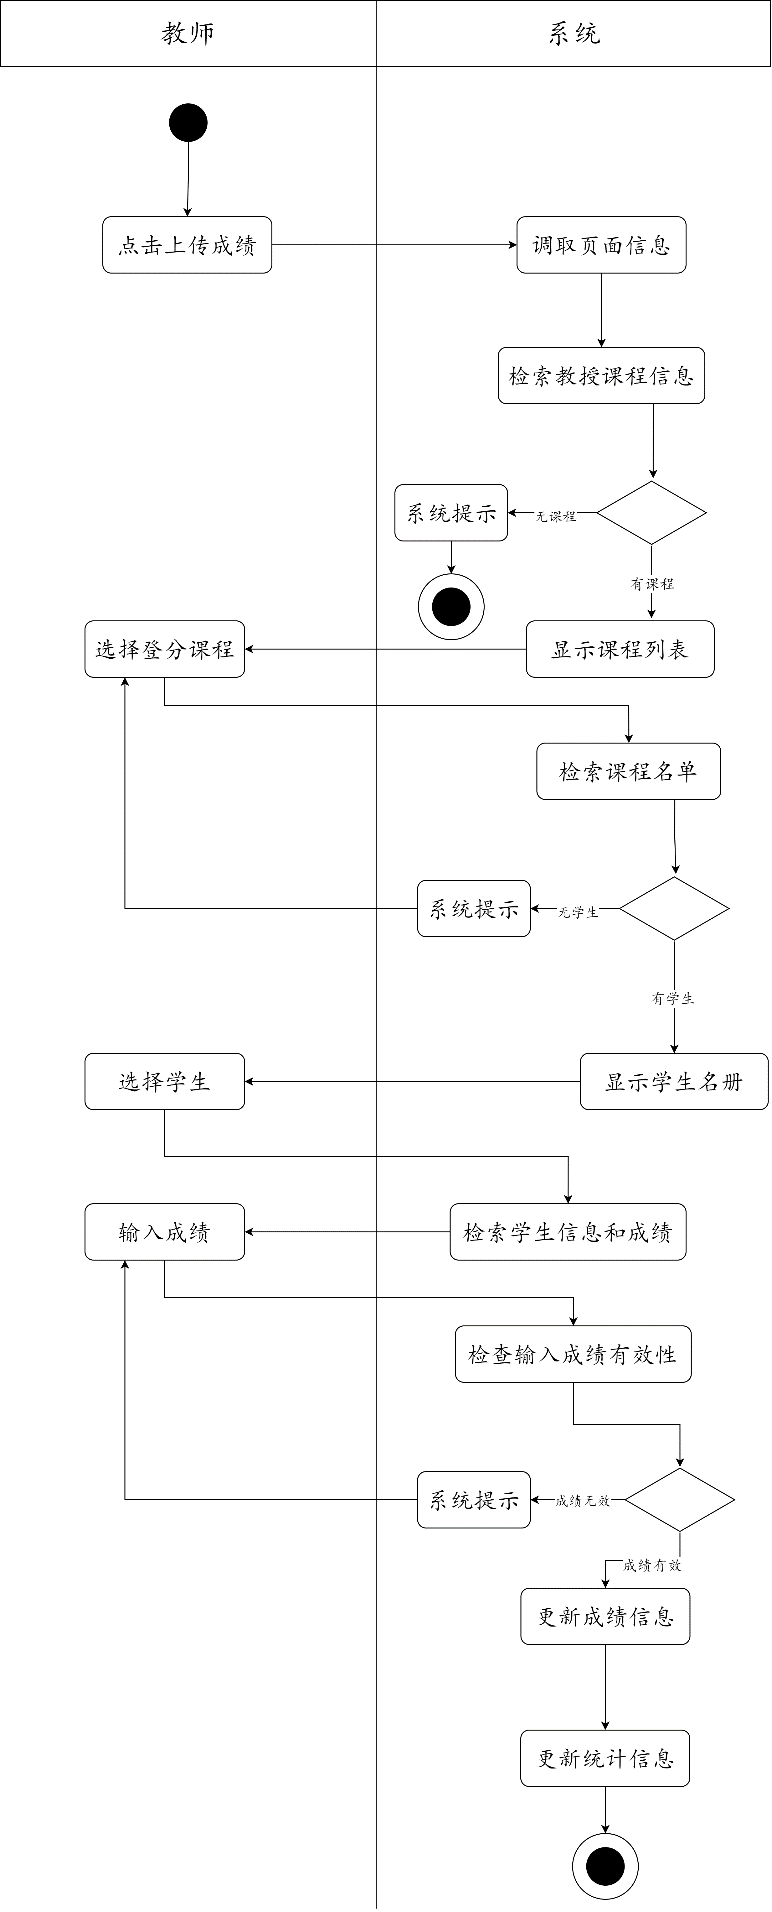 教师
系统
点击上传成绩
调取页面信息
检索教授课程信息
系统提示
无课程
有课程
选择登分课程
显示课程列表
检索课程名单
系统提示
无学生
有学生
选择学生
显示学生名册
输入成绩
检索学生信息和成绩
检查输入成绩有效性
系统提示
成绩无效
成绩有效
更新成绩信息
更新统计信息